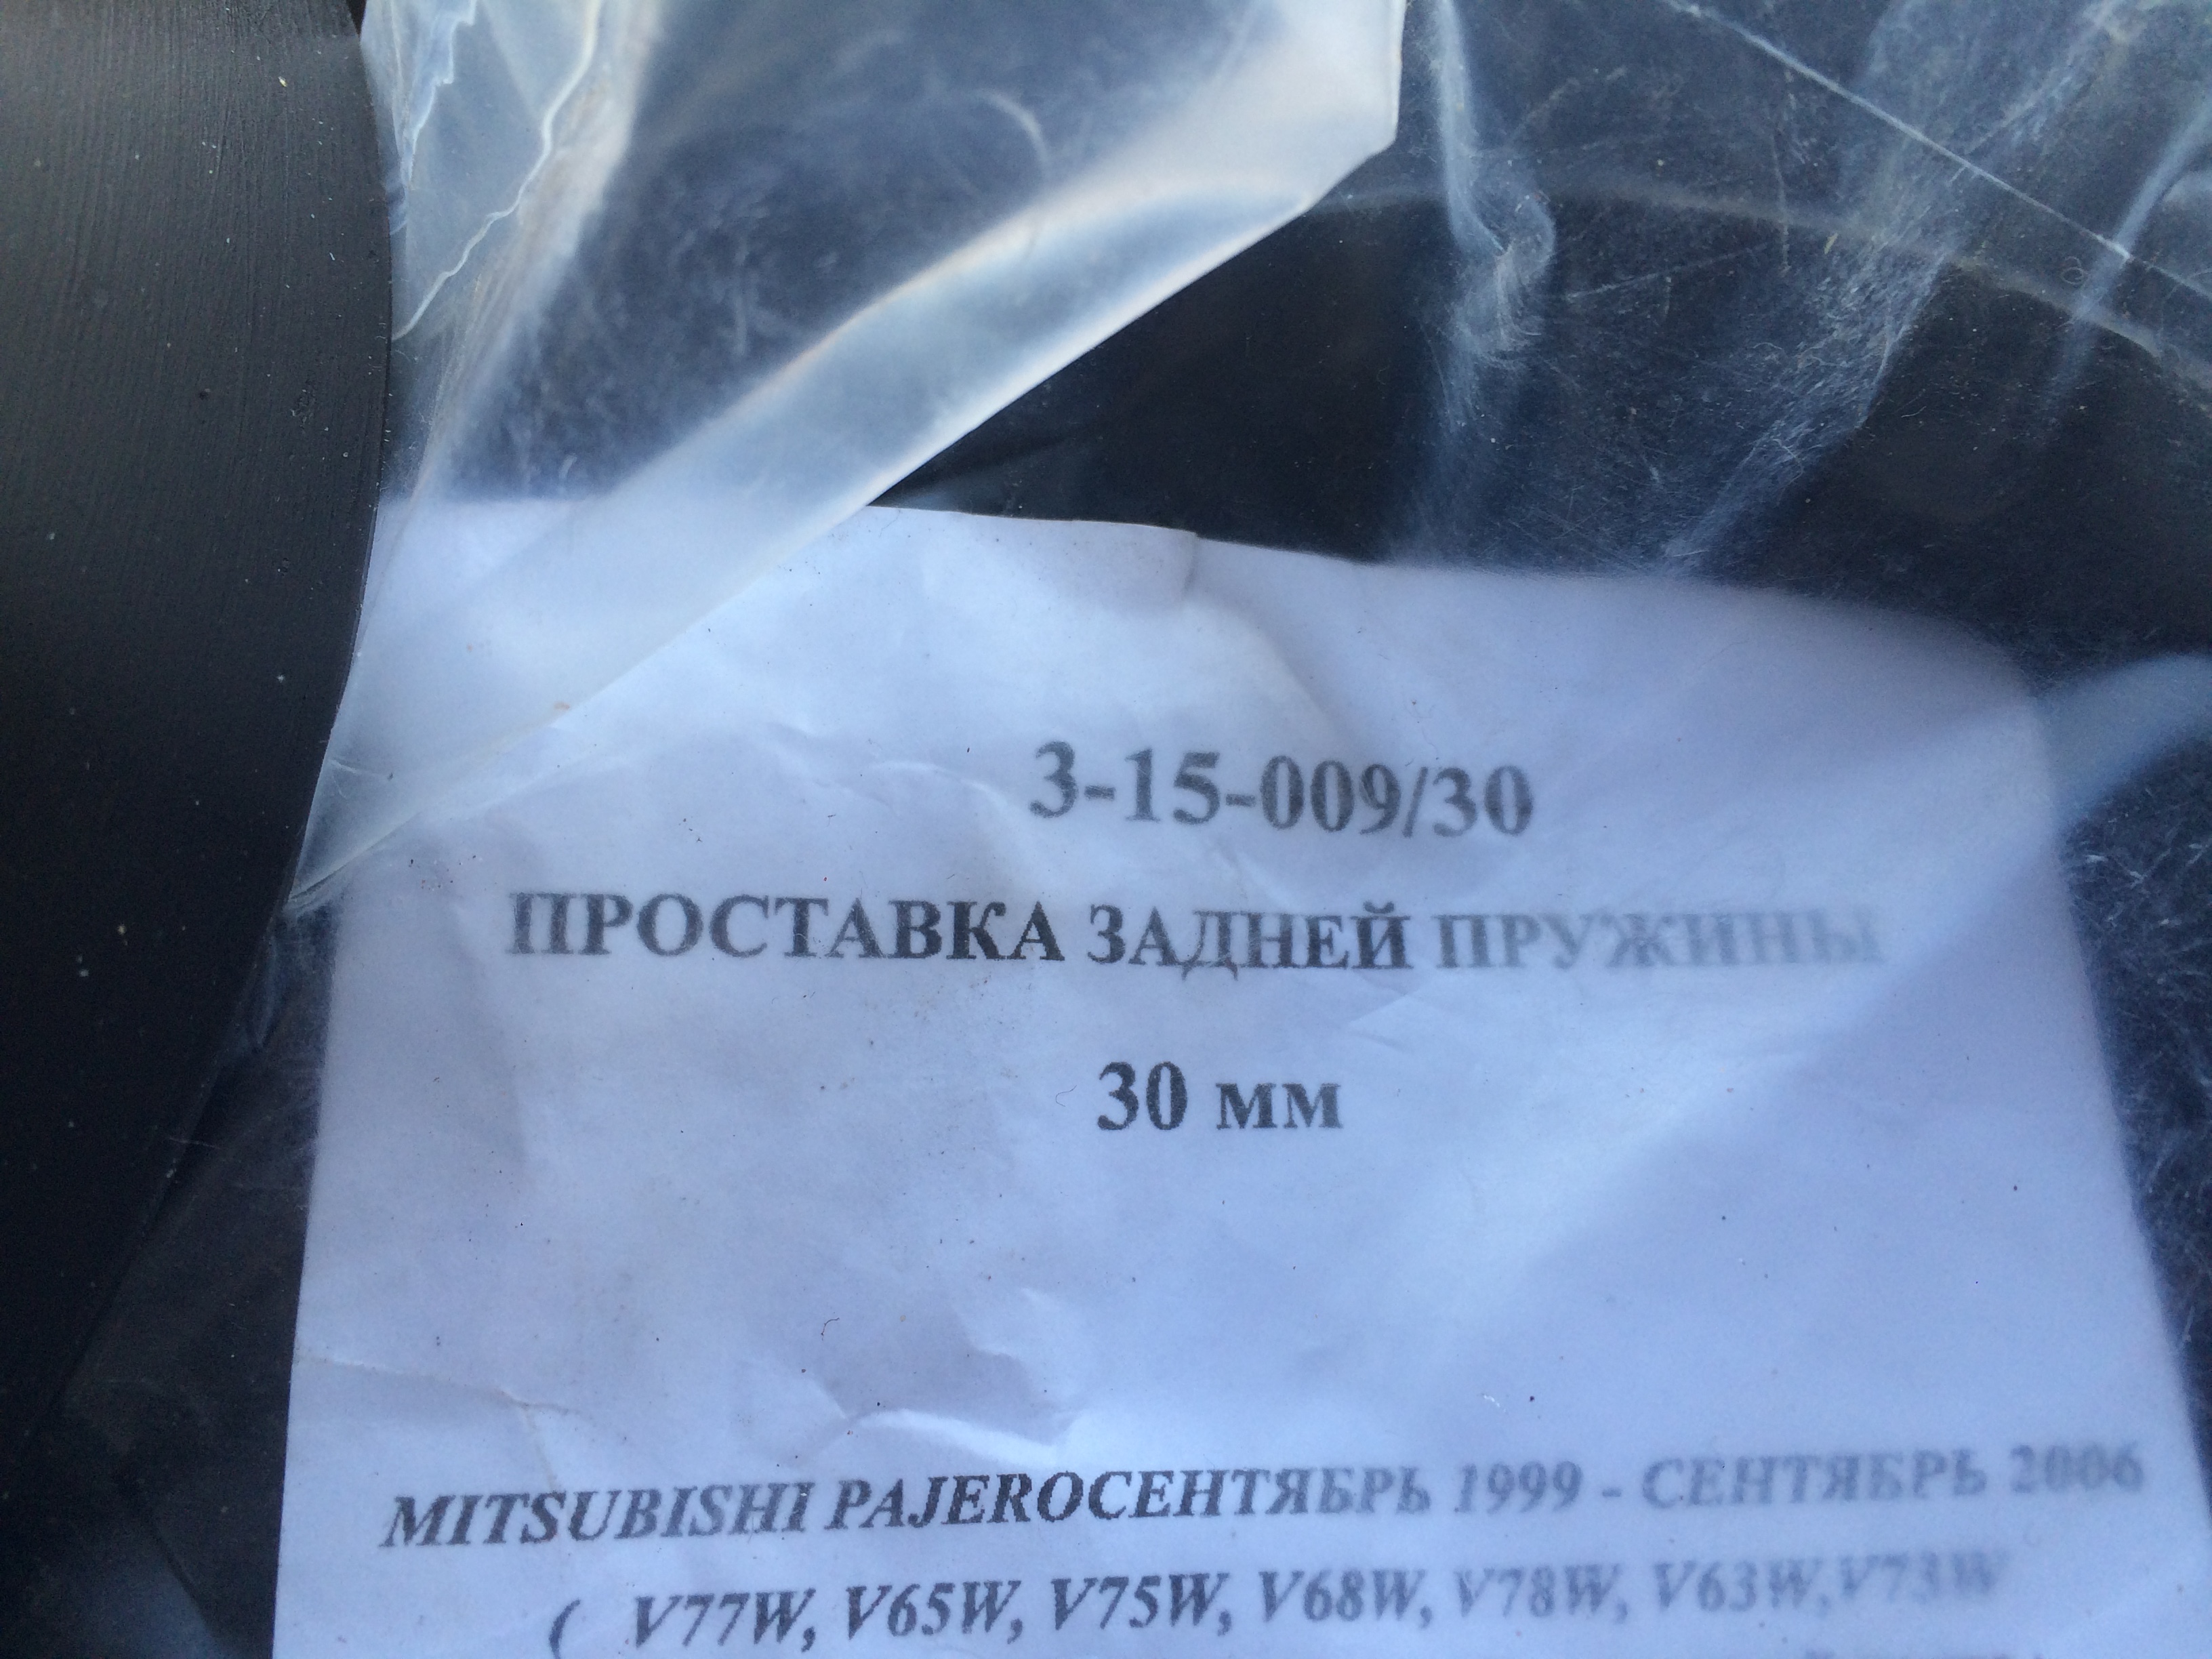 3-15-009/30
ПРОСТАВКА ЗАДНЕЙ ПРУЖИНЫ
30 мм
MITSUBISHI PAJEROСЕНТЯБРЬ 1999 - СЕНТЯБРЬ 2006
( V77W, V65W, V75W, V68W, V78W, V63W,V73W